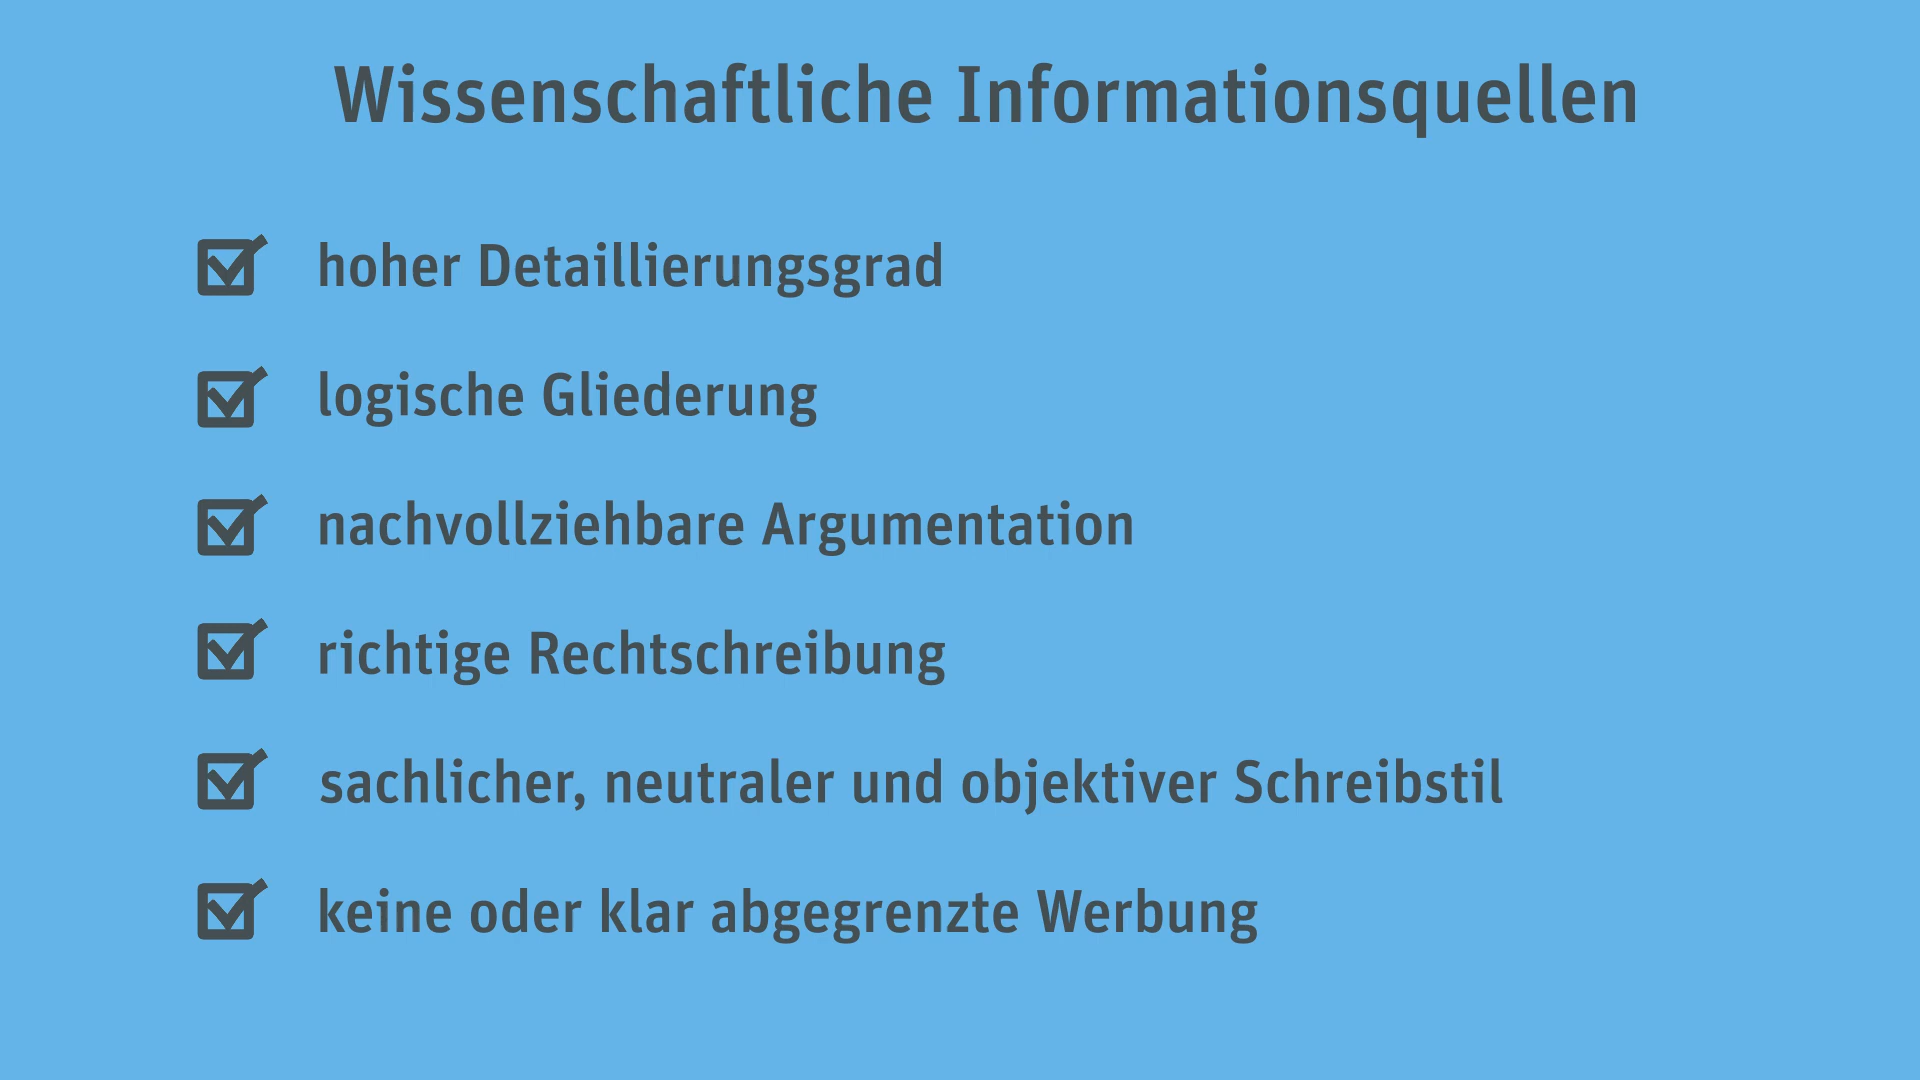 Wissenschaftliche Informationsquellen
hoher Detaillierungsgrad
logische Gliederung
nachvollziehbare Argumentation
richtige Rechtschreibung
sachlicher, neutraler und objektiver Schreibstil
keine oder klar abgegrenzte Werbung